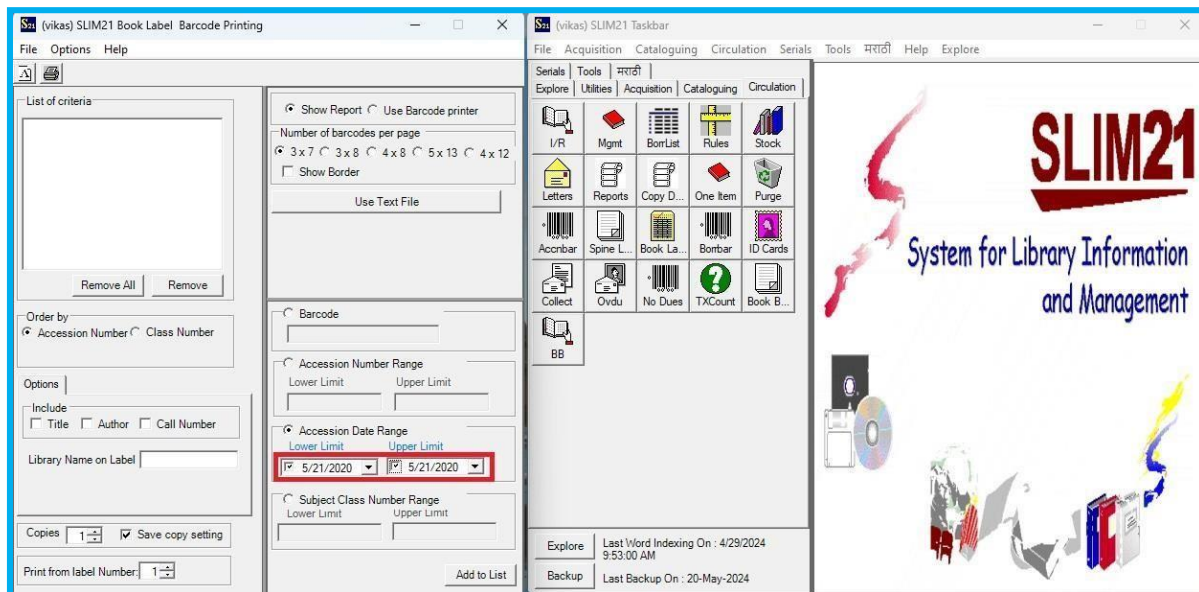 (vikas) SLIM21 Book Label Barcode Printing
File Options Help
List of criteria
Remove All Remove
Order by
Accession Number Class Number
Options
Include
Title Author Call Number
Library Name on Label
Copies 1 Save copy setting
Print from label Number: 1
Show Report Use Barcode printer
Number of barcodes per page
3 x 7 3 x 8 4 x 8 5 x 13 4 x 12
Show Border
Use Text File
Barcode
Accession Number Range
Lower Limit Upper Limit
Accession Date Range
Lower Limit Upper Limit
5/21/2020 5/21/2020
Subject Class Number Range
Lower Limit Upper Limit
Add to List
(vikas) SLIM21 Taskbar
File Acquisition Cataloguing Circulation Serials Tools मराठी Help Explore
Serials Tools मराठी
Explore Utilities Acquisition Cataloguing Circulation
I/R Mgmt BorrList Rules Stock
Letters Reports Copy D... One Item Purge
Accnbar Spine L... Book La... Borrbar ID Cards
Collect Ovdu No Dues TXCount Book B...
BB
Explore Last Word Indexing On : 4/29/2024
9:53:00 AM
Backup Last Backup On : 20-May-2024
SLIM21
System for Library Information
and Management